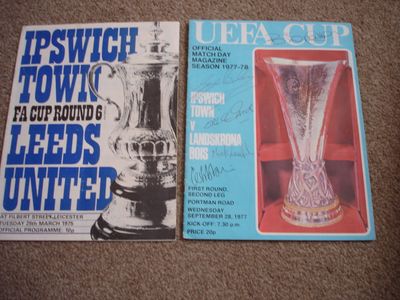 IPSWICH
TOWN
FA CUP ROUND 6
LEEDS
UNITED
AT FILBERT STREET, LEICESTER
TUESDAY 25th MARCH 1975
OFFICIAL PROGRAMME: 10p
UEFA CUP
OFFICIAL
MATCH DAY
MAGAZINE
SEASON 1977-78
IPSWICH
TOWN
V
LANDSKRONA
BOIS
FIRST ROUND,
SECOND LEG
PORTMAN ROAD
WEDNESDAY
SEPTEMBER 28, 1977
KICK-OFF: 7.30 p.m.
PRICE 20p